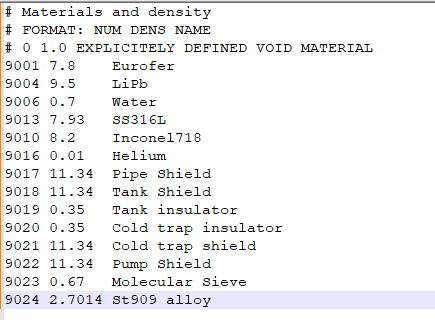 # Materials and density
# FORMAT: NUM DENS NAME
# 0 1.0 EXPLICITELY DEFINED VOID MATERIAL
9001 7.8 Eurofer
9004 9.5 LiPb
9006 0.7 Water
9013 7.93 SS316L
9010 8.2 Inconel718
9016 0.01 Helium
9017 11.34 Pipe Shield
9018 11.34 Tank Shield
9019 0.35 Tank insulator
9020 0.35 Cold trap insulator
9021 11.34 Cold trap shield
9022 11.34 Pump Shield
9023 0.67 Molecular Sieve
9024 2.7014 St909 alloy